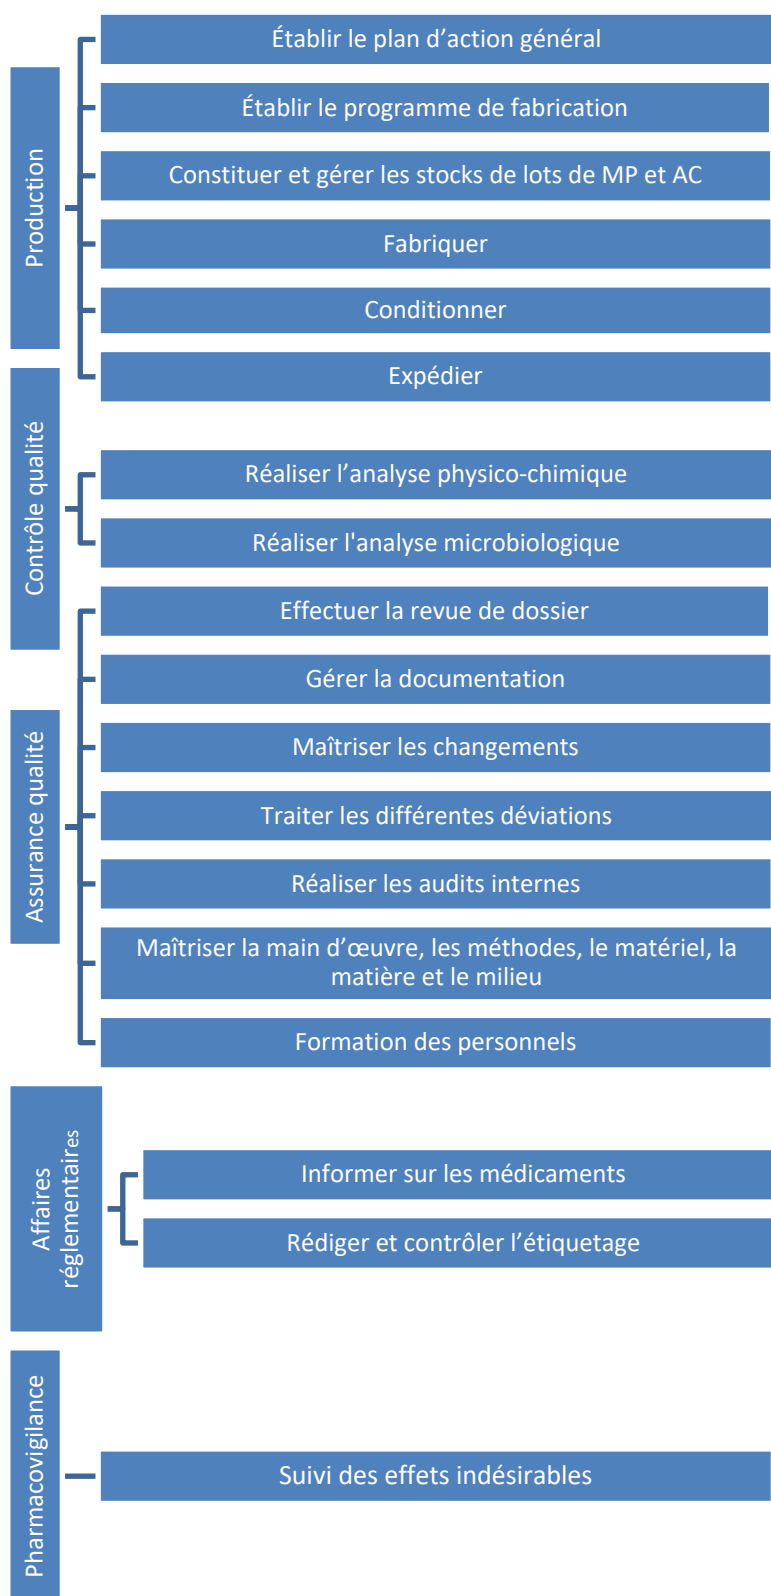 Production
Établir le plan d’action général
Établir le programme de fabrication
Constituer et gérer les stocks de lots de MP et AC
Fabriquer
Conditionner
Expédier
Contrôle qualité
Réaliser l’analyse physico-chimique
Réaliser l'analyse microbiologique
Assurance qualité
Effectuer la revue de dossier
Gérer la documentation
Maîtriser les changements
Traiter les différentes déviations
Réaliser les audits internes
Maîtriser la main d’œuvre, les méthodes, le matériel, la
matière et le milieu
Formation des personnels
Affaires
réglementaires
Informer sur les médicaments
Rédiger et contrôler l’étiquetage
Pharmacovigilance
Suivi des effets indésirables